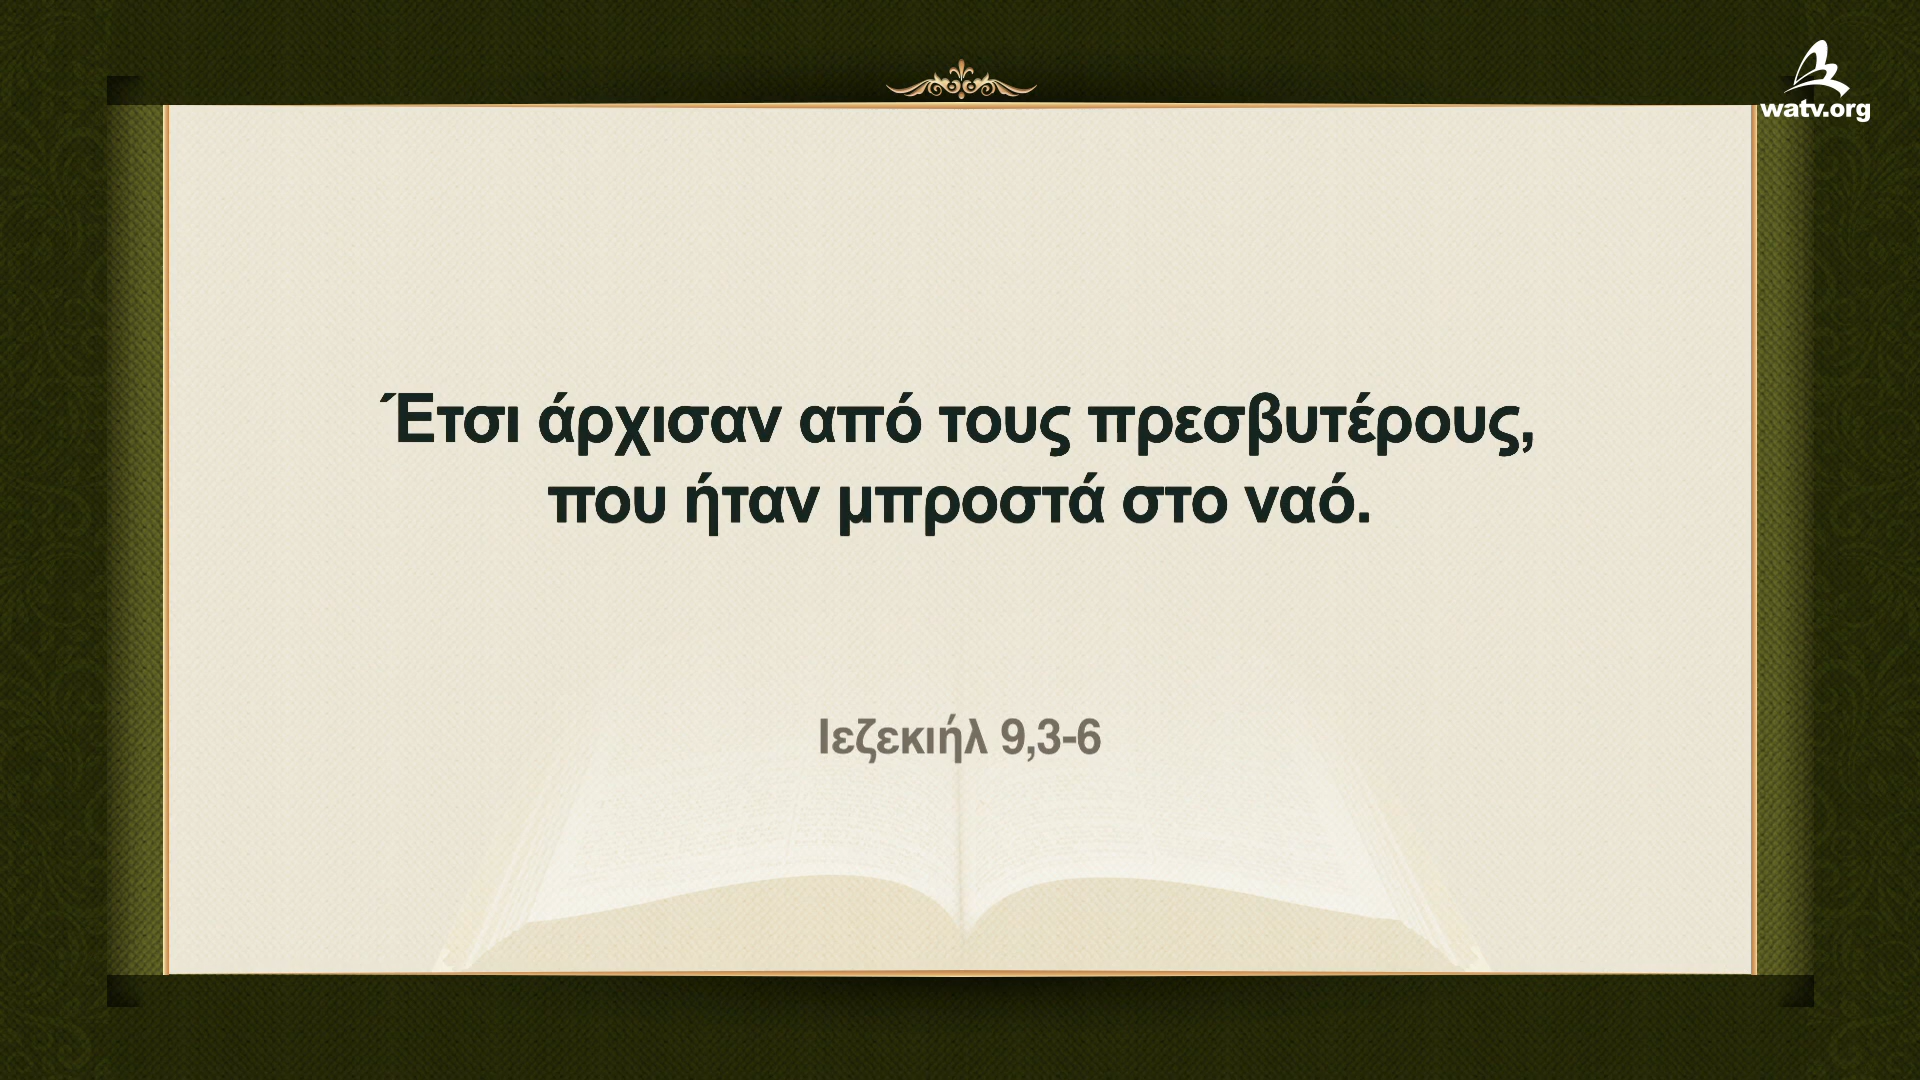 watv.org
Έτσι άρχισαν από τους πρεσβυτέρους,
που ήταν μπροστά στο ναό.
Ιεζεκιήλ 9,3-6